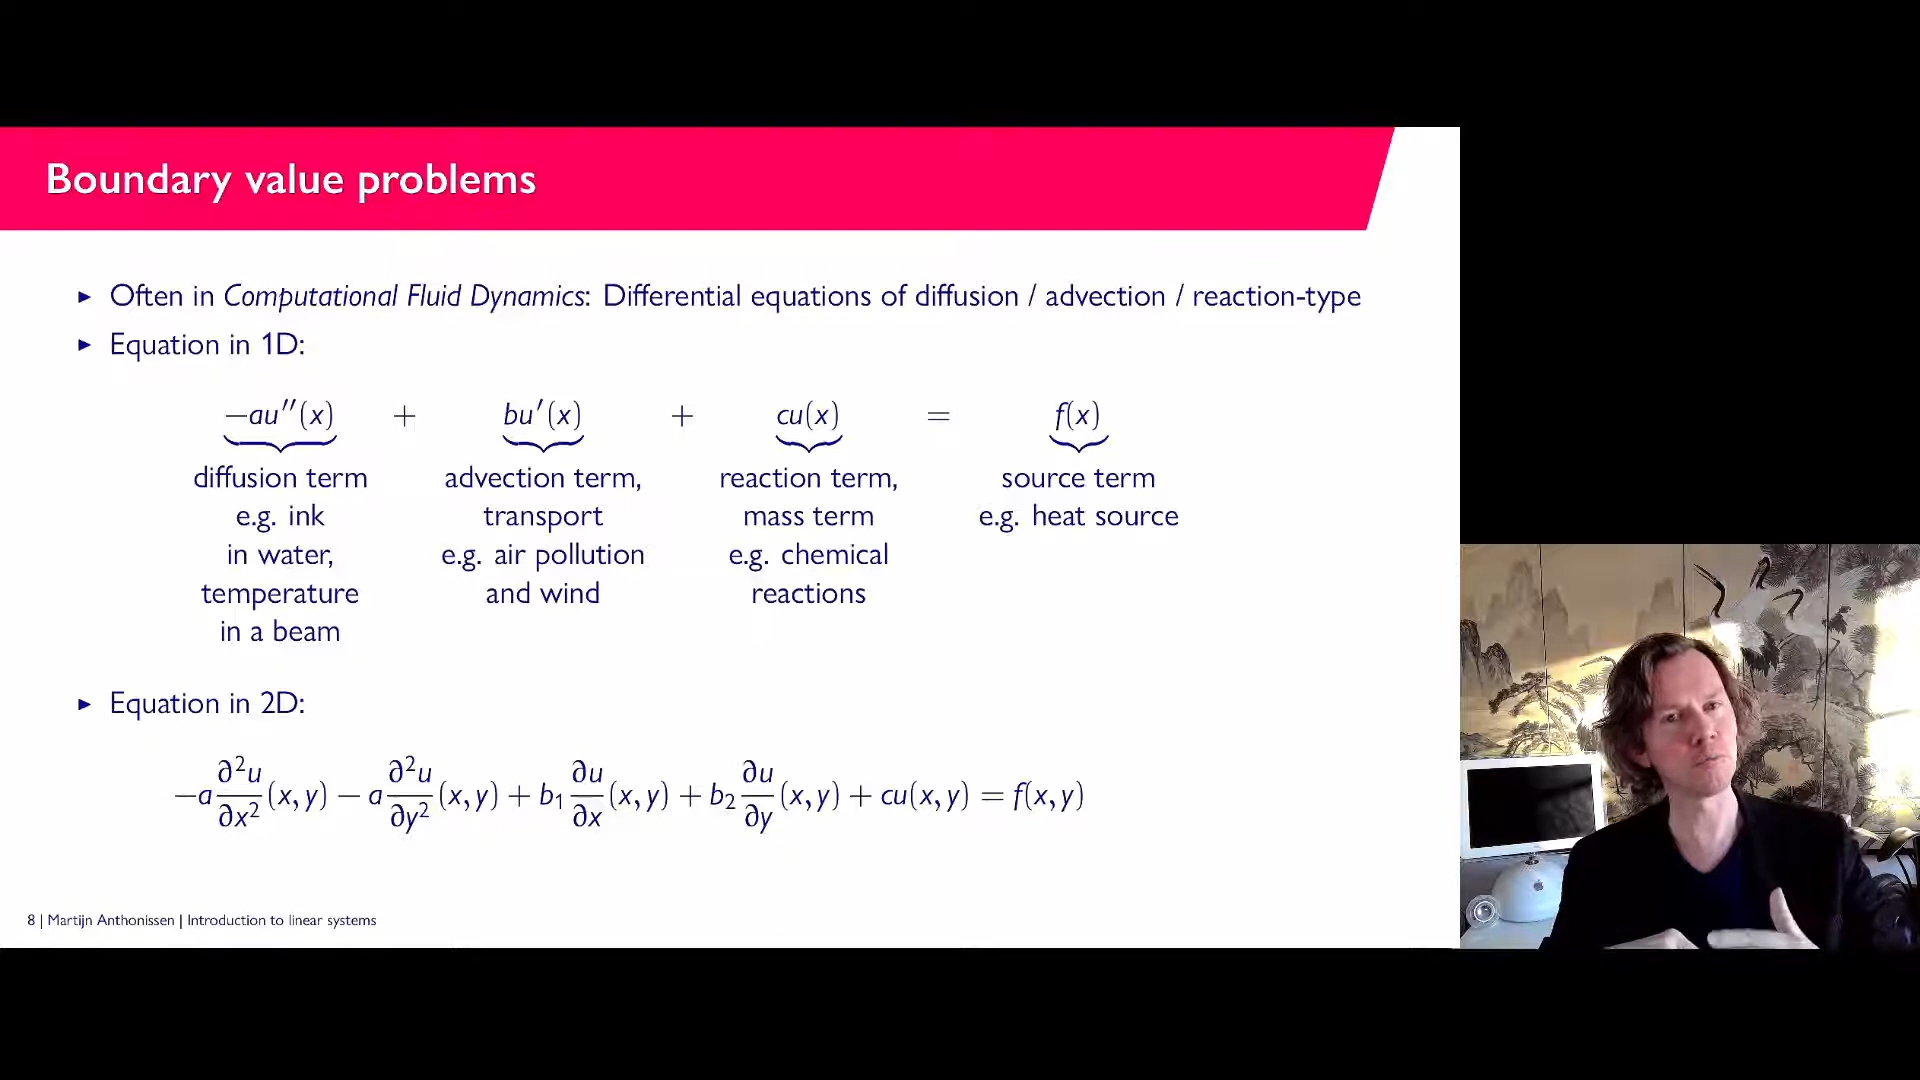 Boundary value problems
▸ Often in Computational Fluid Dynamics: Differential equations of diffusion / advection / reaction-type
▸ Equation in 1D:
−au″(x) + bu′(x) + cu(x) = f(x)
diffusion term advection term, reaction term, source term
e.g. ink transport mass term e.g. heat source
in water, e.g. air pollution e.g. chemical
temperature and wind reactions
in a beam
▸ Equation in 2D:
−a ∂²u/∂x² (x, y) − a ∂²u/∂y² (x, y) + b₁ ∂u/∂x (x, y) + b₂ ∂u/∂y (x, y) + cu(x, y) = f(x, y)
8 | Martijn Anthonissen | Introduction to linear systems